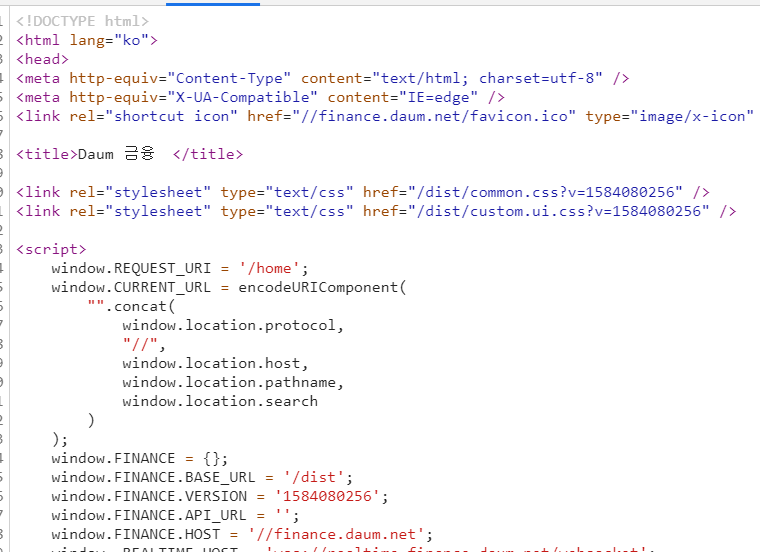 <!DOCTYPE html>
<html lang="ko">
<head>
<meta http-equiv="Content-Type" content="text/html; charset=utf-8" />
<meta http-equiv="X-UA-Compatible" content="IE=edge" />
<link rel="shortcut icon" href="//finance.daum.net/favicon.ico" type="image/x-icon"
<title>Daum 금융  </title>
<link rel="stylesheet" type="text/css" href="/dist/common.css?v=1584080256" />
<link rel="stylesheet" type="text/css" href="/dist/custom.ui.css?v=1584080256" />
<script>
    window.REQUEST_URI = '/home';
    window.CURRENT_URL = encodeURIComponent(
        "".concat(
            window.location.protocol,
            "//",
            window.location.host,
            window.location.pathname,
            window.location.search
        )
    );
    window.FINANCE = {};
    window.FINANCE.BASE_URL = '/dist';
    window.FINANCE.VERSION = '1584080256';
    window.FINANCE.API_URL = '';
    window.FINANCE.HOST = '//finance.daum.net';